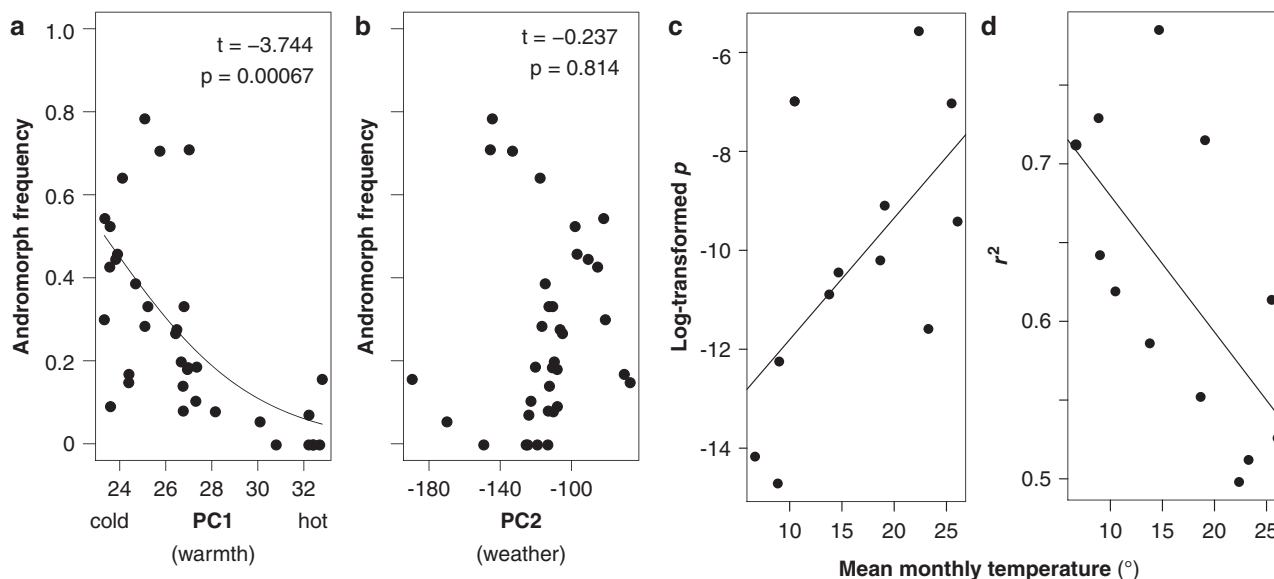 a
t = −3.744
p = 0.00067
Andromorph frequency
1.0
0.8
0.6
0.4
0.2
0
24 26 28 30 32
cold PC1 hot
(warmth)
b
t = −0.237
p = 0.814
Andromorph frequency
-180 -140 -100
PC2
(weather)
c
Log-transformed p
-6
-8
-10
-12
-14
10 15 20 25
d
r²
0.7
0.6
0.5
10 15 20 25
Mean monthly temperature (°)